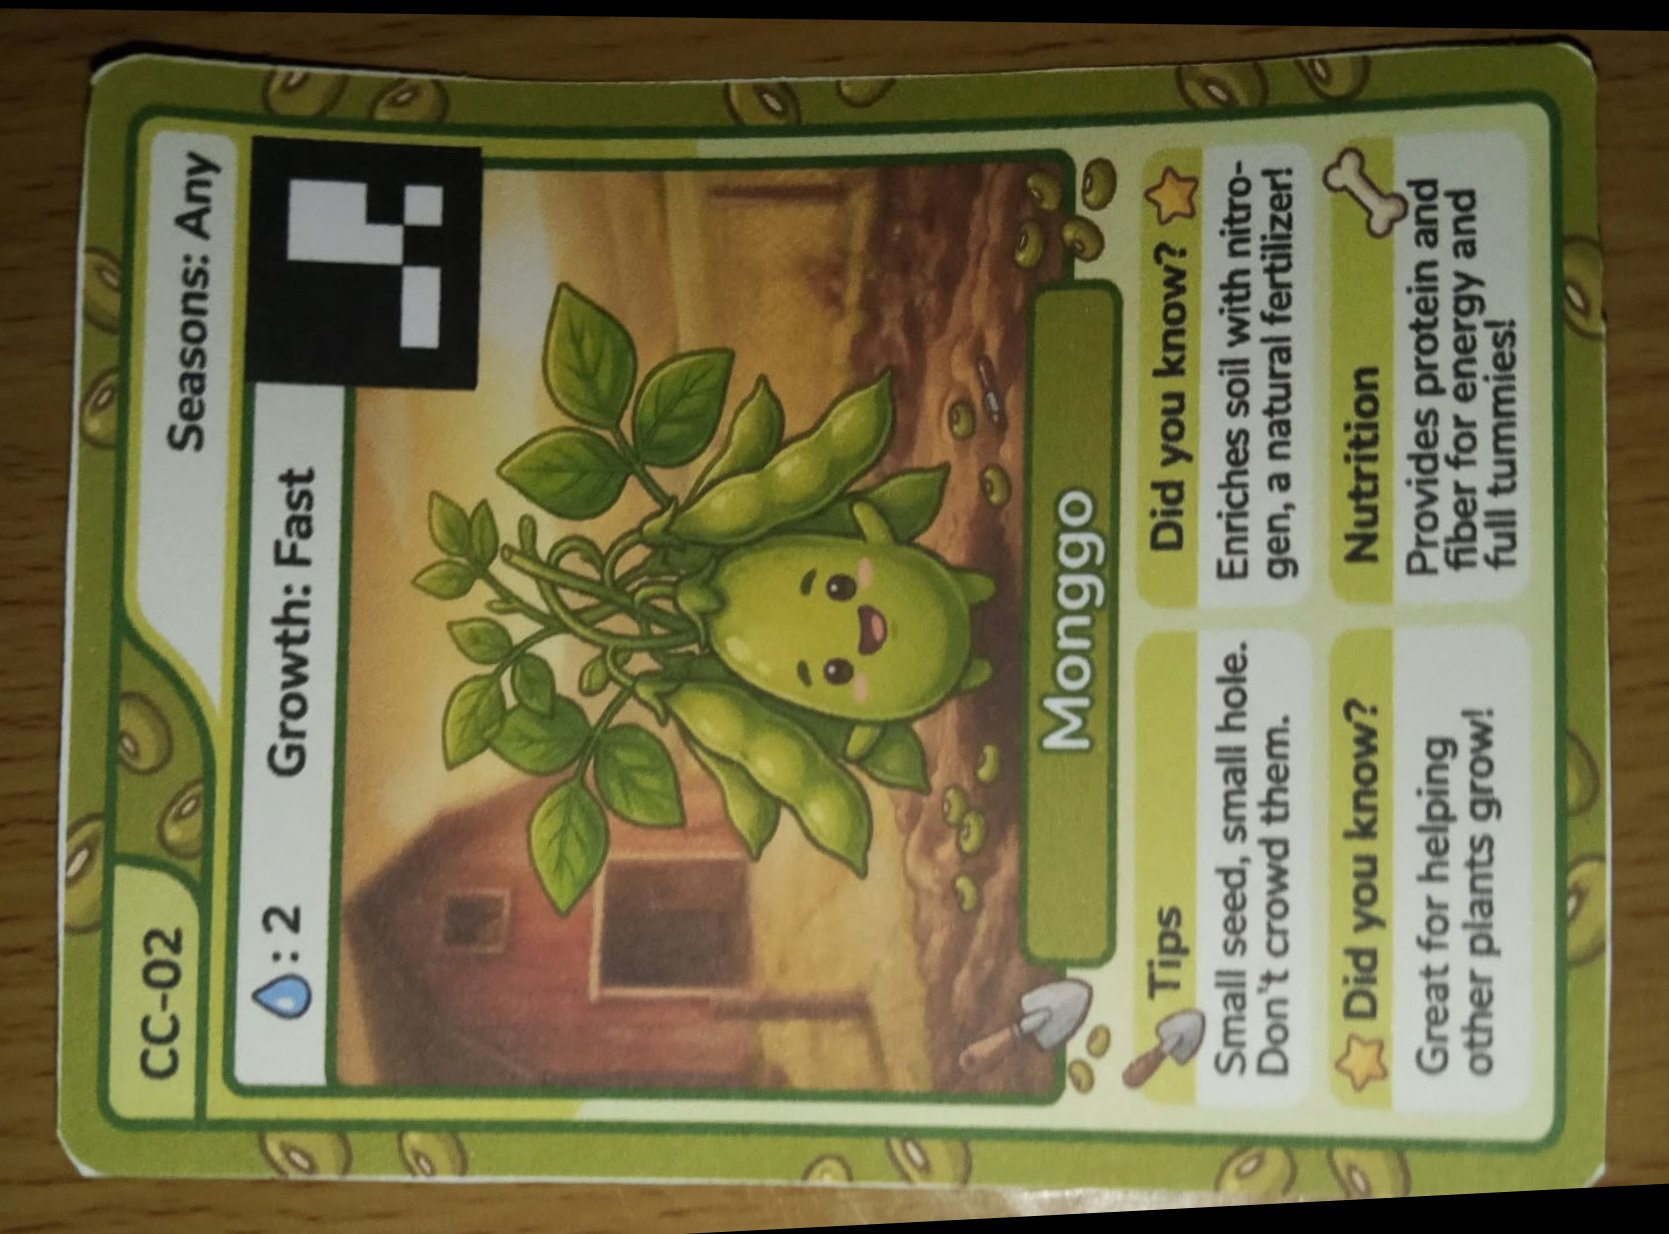 CC-02
Seasons: Any
: 2
Growth: Fast
Monggo
Tips
Small seed, small hole.
Don't crowd them.
Did you know?
Enriches soil with nitro-
gen, a natural fertilizer!
Did you know?
Great for helping
other plants grow!
Nutrition
Provides protein and
fiber for energy and
full tummies!